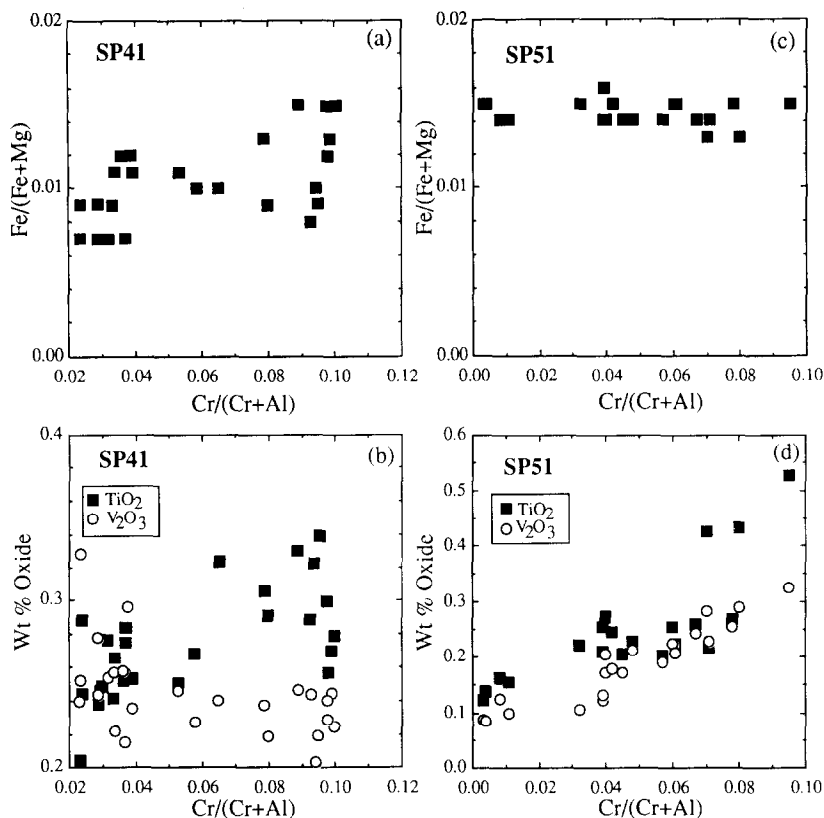 (a)
SP41
0.02
0.01
0.00
Fe/(Fe+Mg)
0.02 0.04 0.06 0.08 0.10 0.12
Cr/(Cr+Al)
(c)
SP51
0.02
0.01
0.00
Fe/(Fe+Mg)
0.00 0.02 0.04 0.06 0.08 0.10
Cr/(Cr+Al)
(b)
SP41
TiO2
V2O3
0.4
0.3
0.2
Wt % Oxide
0.02 0.04 0.06 0.08 0.10 0.12
Cr/(Cr+Al)
(d)
SP51
TiO2
V2O3
0.6
0.5
0.4
0.3
0.2
0.1
0.0
Wt % Oxide
0.00 0.02 0.04 0.06 0.08 0.10
Cr/(Cr+Al)